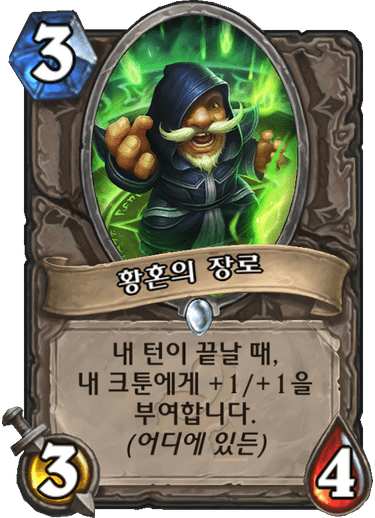 3
황혼의 장로
내 턴이 끝날 때,
내 크툰에게 +1/+1을
부여합니다.
(어디에 있든)
3
4